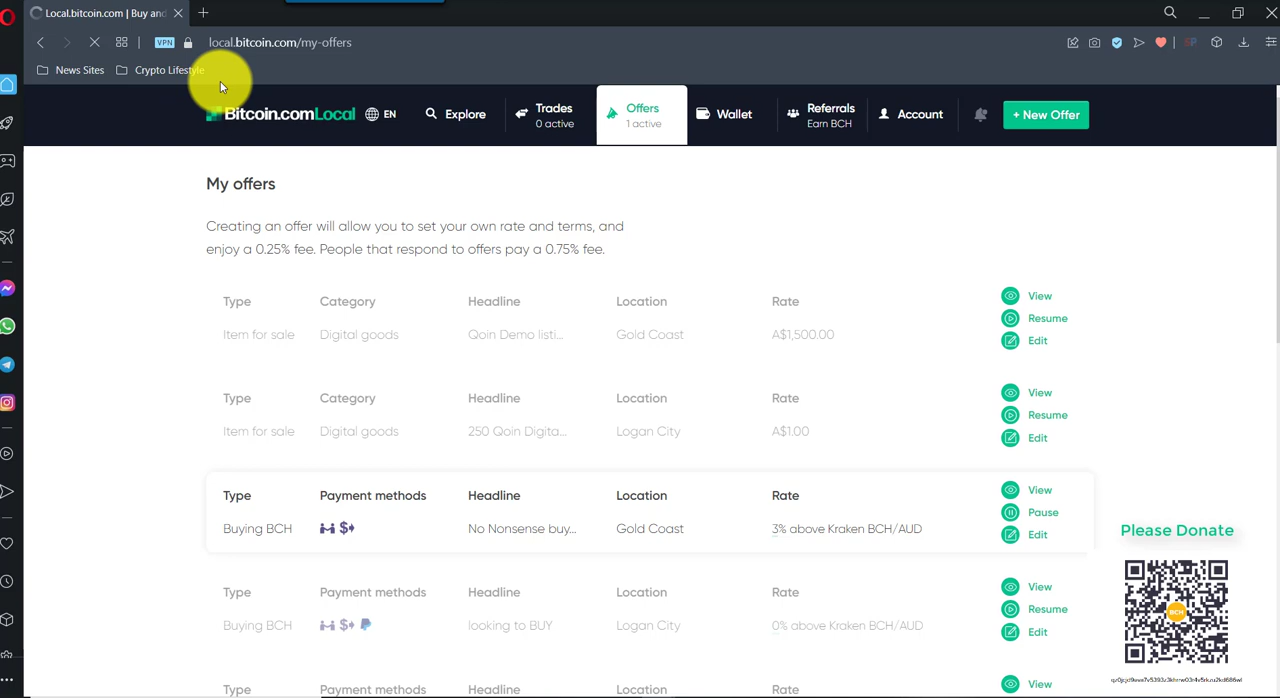 Local.bitcoin.com | Buy and
VPN
local.bitcoin.com/my-offers
News Sites
Crypto Lifestyle
Bitcoin.comLocal
EN
Explore
Trades
0 active
Offers
1 active
Wallet
Referrals
Earn BCH
Account
+ New Offer
My offers
Creating an offer will allow you to set your own rate and terms, and
enjoy a 0.25% fee. People that respond to offers pay a 0.75% fee.
Type Category Headline Location Rate
Item for sale Digital goods Qoin Demo listi... Gold Coast A$1,500.00
View
Resume
Edit
Type Category Headline Location Rate
Item for sale Digital goods 250 Qoin Digita... Logan City A$1.00
View
Resume
Edit
Type Payment methods Headline Location Rate
Buying BCH No Nonsense buy... Gold Coast 3% above Kraken BCH/AUD
View
Pause
Edit
Type Payment methods Headline Location Rate
Buying BCH looking to BUY Logan City 0% above Kraken BCH/AUD
View
Resume
Edit
Type Payment methods Headline Location Rate
View
Please Donate
BCH